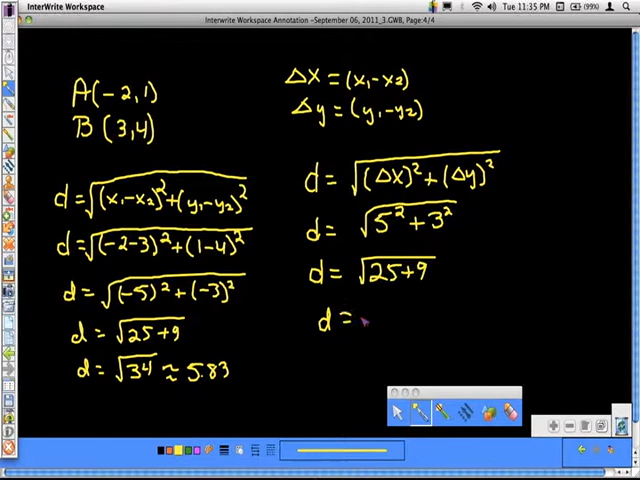 InterWrite Workspace
(99%)
Tue 11:35 PM
InterWrite Workspace Annotation -September 06, 2011_3.GWB, Page:4/4
A(-2,1)
B (3,4)
d=√(x₁-x₂)²+(y₁-y₂)²
d=√(-2-3)²+(1-4)²
d=√(-5)²+(-3)²
d=√25+9
d=√34≈5.83
Δx=(x₁-x₂)
Δy=(y₁-y₂)
d=√(Δx)²+(Δy)²
d=√5²+3²
d=√25+9
d=